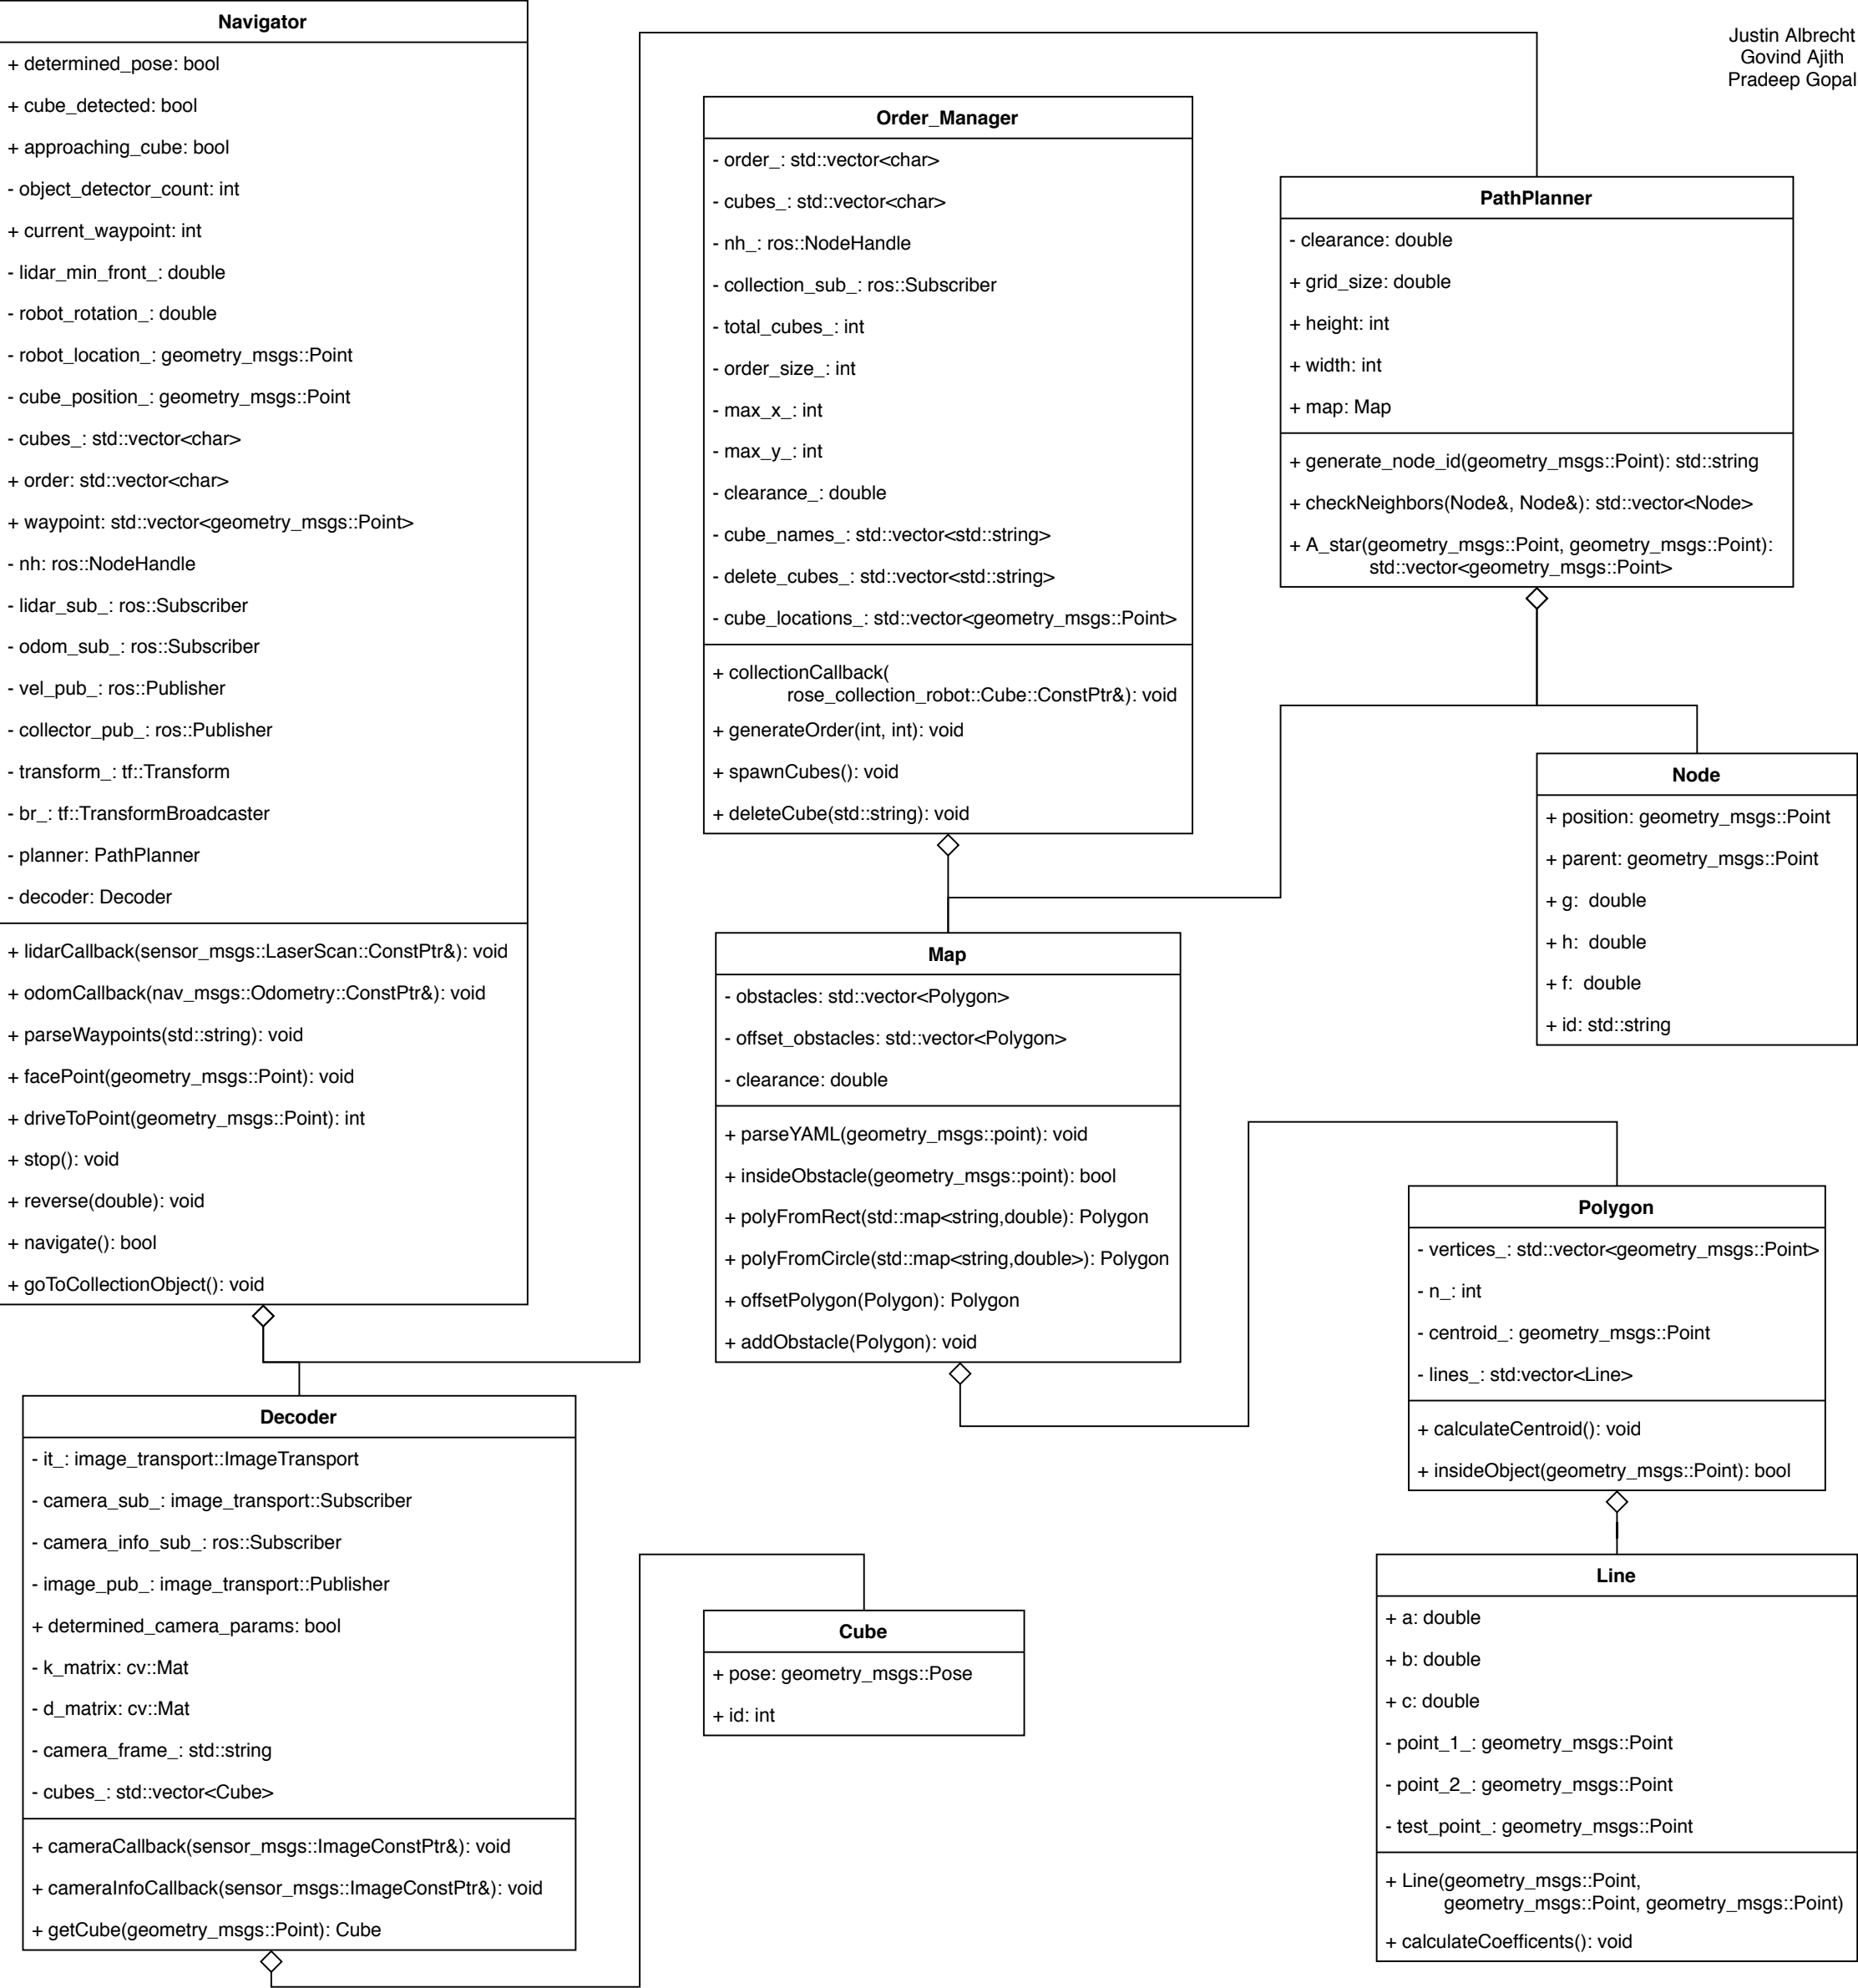 Navigator
+ determined_pose: bool
+ cube_detected: bool
+ approaching_cube: bool
- object_detector_count: int
+ current_waypoint: int
- lidar_min_front_: double
- robot_rotation_: double
- robot_location_: geometry_msgs::Point
- cube_position_: geometry_msgs::Point
- cubes_: std::vector<char>
+ order: std::vector<char>
+ waypoint: std::vector<geometry_msgs::Point>
- nh: ros::NodeHandle
- lidar_sub_: ros::Subscriber
- odom_sub_: ros::Subscriber
- vel_pub_: ros::Publisher
- collector_pub_: ros::Publisher
- transform_: tf::Transform
- br_: tf::TransformBroadcaster
- planner: PathPlanner
- decoder: Decoder
+ lidarCallback(sensor_msgs::LaserScan::ConstPtr&): void
+ odomCallback(nav_msgs::Odometry::ConstPtr&): void
+ parseWaypoints(std::string): void
+ facePoint(geometry_msgs::Point): void
+ driveToPoint(geometry_msgs::Point): int
+ stop(): void
+ reverse(double): void
+ navigate(): bool
+ goToCollectionObject(): void
Order_Manager
- order_: std::vector<char>
- cubes_: std::vector<char>
- nh_: ros::NodeHandle
- collection_sub_: ros::Subscriber
- total_cubes_: int
- order_size_: int
- max_x_: int
- max_y_: int
- clearance_: double
- cube_names_: std::vector<std::string>
- delete_cubes_: std::vector<std::string>
- cube_locations_: std::vector<geometry_msgs::Point>
+ collectionCallback(
rose_collection_robot::Cube::ConstPtr&): void
+ generateOrder(int, int): void
+ spawnCubes(): void
+ deleteCube(std::string): void
Justin Albrecht
Govind Ajith
Pradeep Gopal
PathPlanner
- clearance: double
+ grid_size: double
+ height: int
+ width: int
+ map: Map
+ generate_node_id(geometry_msgs::Point): std::string
+ checkNeighbors(Node&, Node&): std::vector<Node>
+ A_star(geometry_msgs::Point, geometry_msgs::Point):
std::vector<geometry_msgs::Point>
Node
+ position: geometry_msgs::Point
+ parent: geometry_msgs::Point
+ g: double
+ h: double
+ f: double
+ id: std::string
Map
- obstacles: std::vector<Polygon>
- offset_obstacles: std::vector<Polygon>
- clearance: double
+ parseYAML(geometry_msgs::point): void
+ insideObstacle(geometry_msgs::point): bool
+ polyFromRect(std::map<string,double): Polygon
+ polyFromCircle(std::map<string,double>): Polygon
+ offsetPolygon(Polygon): Polygon
+ addObstacle(Polygon): void
Polygon
- vertices_: std::vector<geometry_msgs::Point>
- n_: int
- centroid_: geometry_msgs::Point
- lines_: std:vector<Line>
+ calculateCentroid(): void
+ insideObject(geometry_msgs::Point): bool
Decoder
- it_: image_transport::ImageTransport
- camera_sub_: image_transport::Subscriber
- camera_info_sub_: ros::Subscriber
- image_pub_: image_transport::Publisher
+ determined_camera_params: bool
- k_matrix: cv::Mat
- d_matrix: cv::Mat
- camera_frame_: std::string
- cubes_: std::vector<Cube>
+ cameraCallback(sensor_msgs::ImageConstPtr&): void
+ cameraInfoCallback(sensor_msgs::ImageConstPtr&): void
+ getCube(geometry_msgs::Point): Cube
Cube
+ pose: geometry_msgs::Pose
+ id: int
Line
+ a: double
+ b: double
+ c: double
- point_1_: geometry_msgs::Point
- point_2_: geometry_msgs::Point
- test_point_: geometry_msgs::Point
+ Line(geometry_msgs::Point,
geometry_msgs::Point, geometry_msgs::Point)
+ calculateCoefficents(): void